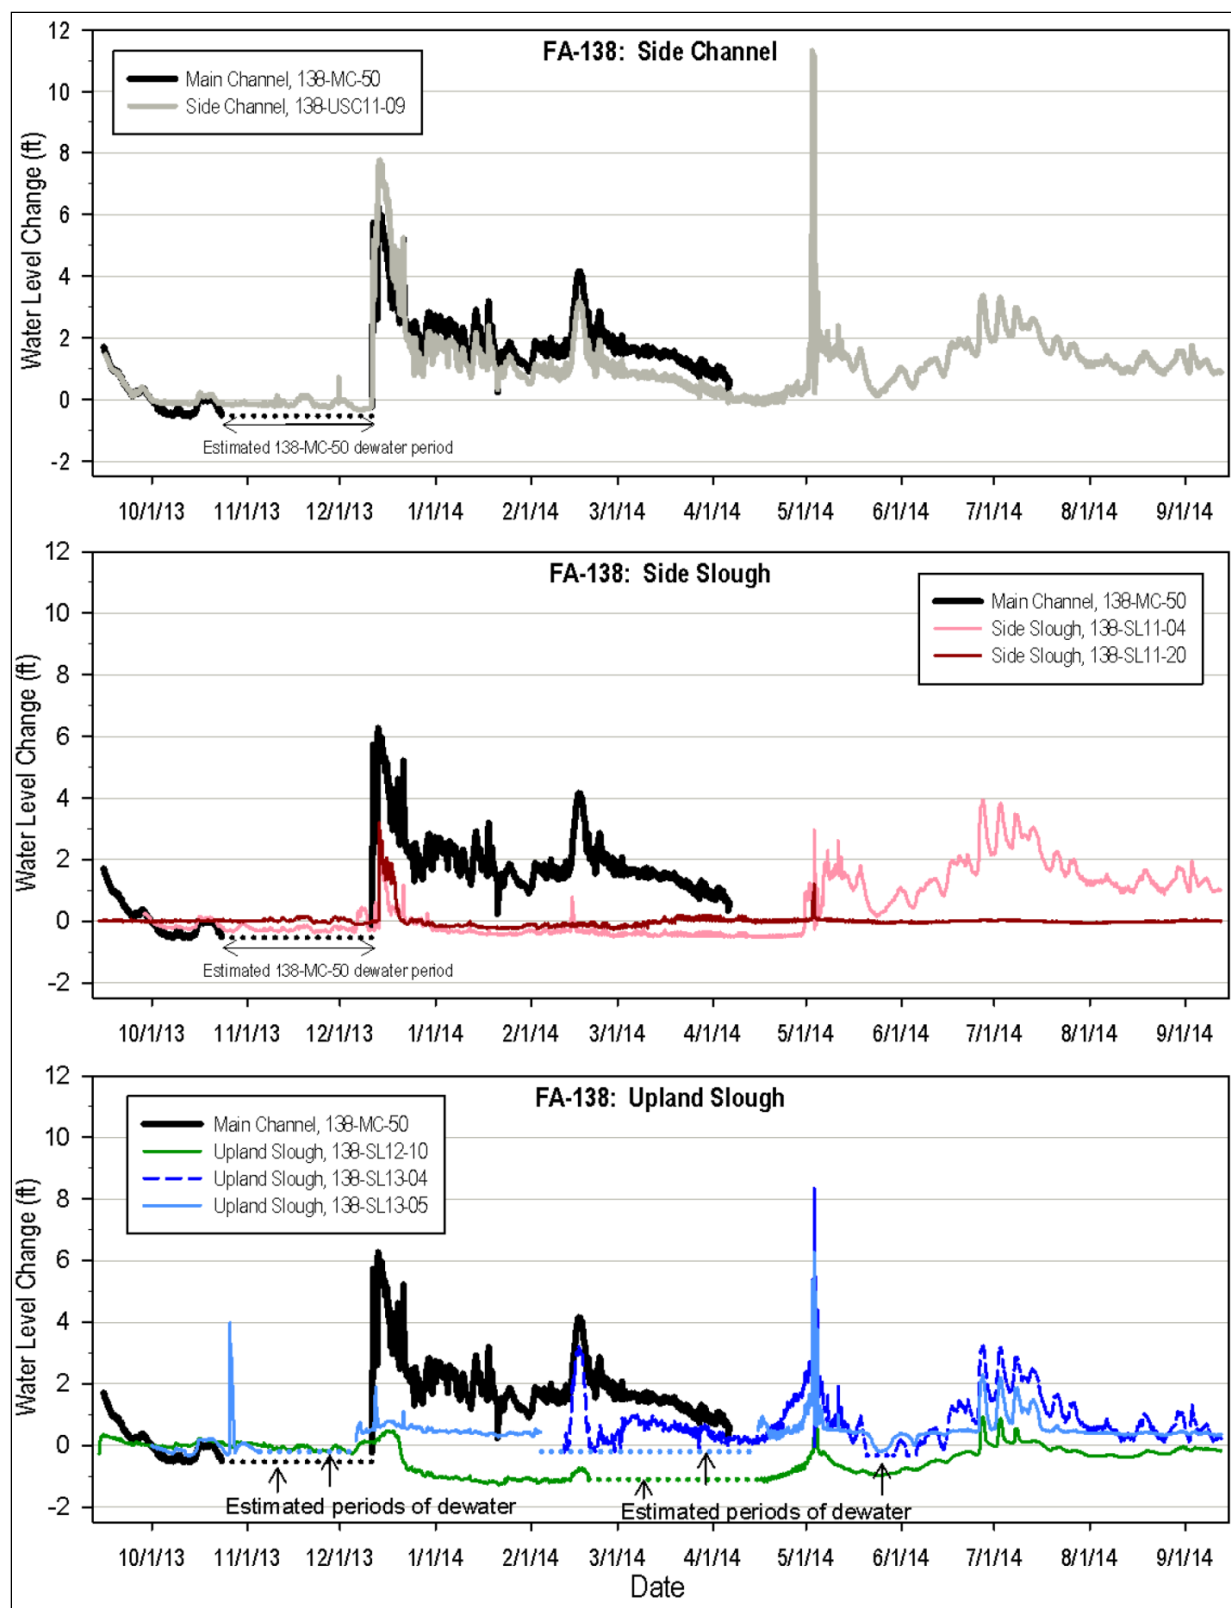 FA-138: Side Channel
Main Channel, 138-MC-50
Side Channel, 138-USC11-09
Water Level Change (ft)
12
10
8
6
4
2
0
-2
Estimated 138-MC-50 dewater period
10/1/13 11/1/13 12/1/13 1/1/14 2/1/14 3/1/14 4/1/14 5/1/14 6/1/14 7/1/14 8/1/14 9/1/14
FA-138: Side Slough
Main Channel, 138-MC-50
Side Slough, 138-SL11-04
Side Slough, 138-SL11-20
Water Level Change (ft)
12
10
8
6
4
2
0
-2
Estimated 138-MC-50 dewater period
10/1/13 11/1/13 12/1/13 1/1/14 2/1/14 3/1/14 4/1/14 5/1/14 6/1/14 7/1/14 8/1/14 9/1/14
FA-138: Upland Slough
Main Channel, 138-MC-50
Upland Slough, 138-SL12-10
Upland Slough, 138-SL13-04
Upland Slough, 138-SL13-05
Water Level Change (ft)
12
10
8
6
4
2
0
-2
Estimated periods of dewater
Estimated periods of dewater
10/1/13 11/1/13 12/1/13 1/1/14 2/1/14 3/1/14 4/1/14 5/1/14 6/1/14 7/1/14 8/1/14 9/1/14
Date